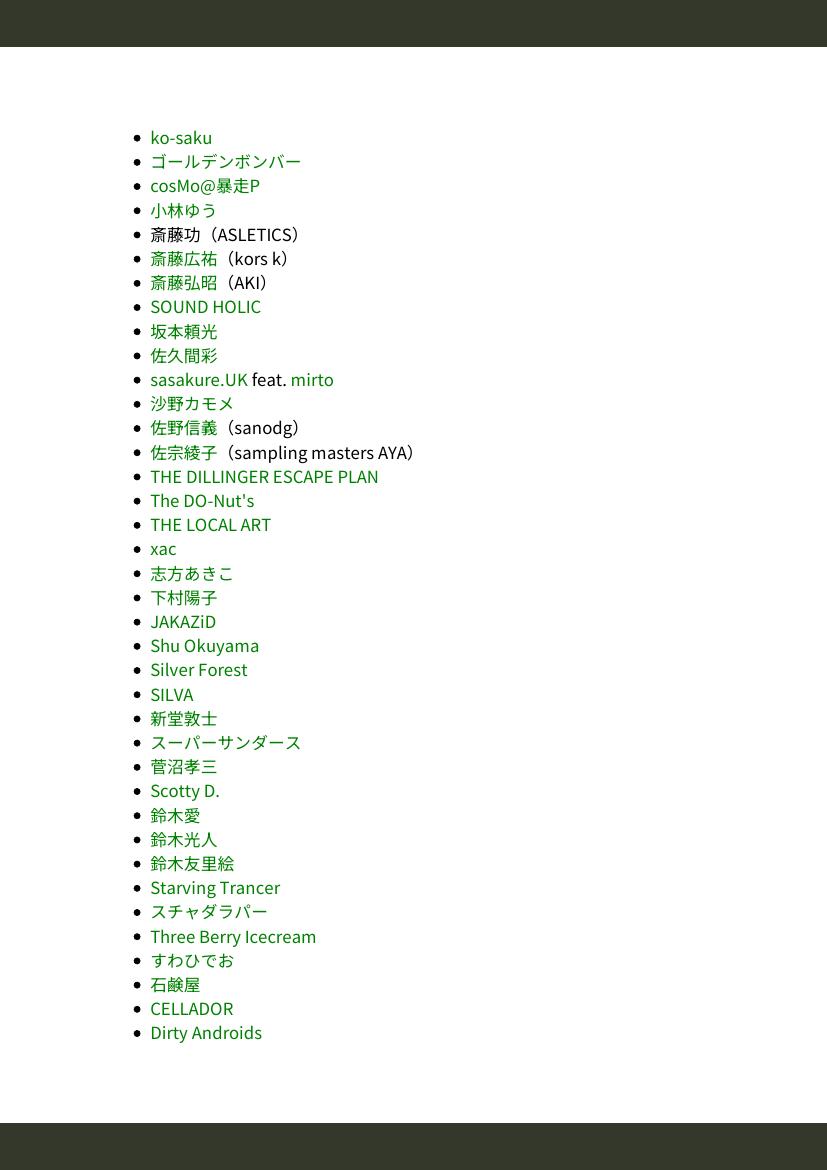 ko-saku
ゴールデンボンバー
cosMo@暴走P
小林ゆう
斎藤功（ASLETICS）
斎藤広祐（kors k）
斎藤弘昭（AKI）
SOUND HOLIC
坂本頼光
佐久間彩
sasakure.UK feat. mirto
沙野カモメ
佐野信義（sanodg）
佐宗綾子（sampling masters AYA）
THE DILLINGER ESCAPE PLAN
The DO-Nut's
THE LOCAL ART
xac
志方あきこ
下村陽子
JAKAZiD
Shu Okuyama
Silver Forest
SILVA
新堂敦士
スーパーサンダース
菅沼孝三
Scotty D.
鈴木愛
鈴木光人
鈴木友里絵
Starving Trancer
スチャダラパー
Three Berry Icecream
すわひでお
石鹸屋
CELLADOR
Dirty Androids